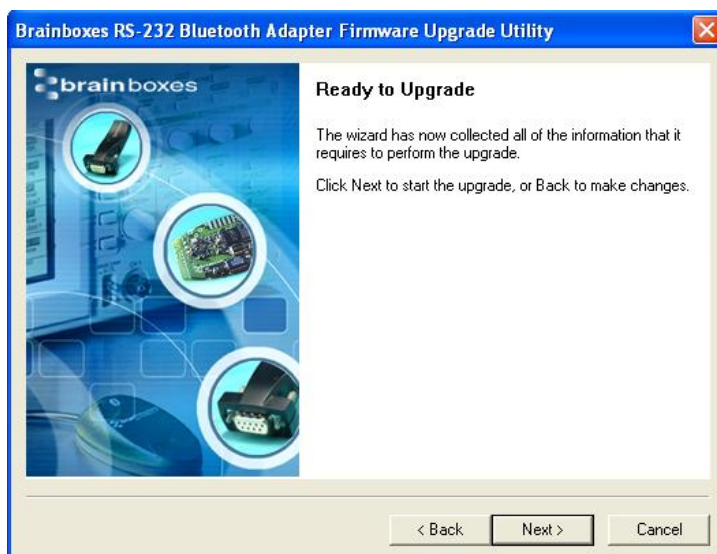 Brainboxes RS-232 Bluetooth Adapter Firmware Upgrade Utility
brainboxes
Ready to Upgrade
The wizard has now collected all of the information that it
requires to perform the upgrade.
Click Next to start the upgrade, or Back to make changes.
< Back
Next >
Cancel